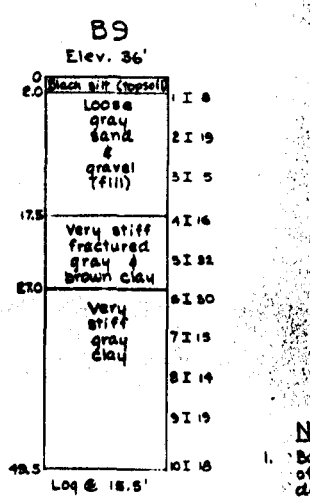 B9
Elev. 36'
0
Black silt (topsoil)
2.0
1 I 8
Loose
gray
sand
&
gravel
(fill)
2 I 19
3 I 5
17.5
4 I 16
Very stiff
fractured
gray &
brown clay
5 I 32
27.0
6 I 30
Very
stiff
gray
clay
7 I 15
8 I 14
9 I 19
49.5
10 I 18
Log @ 18.5'
N
1.